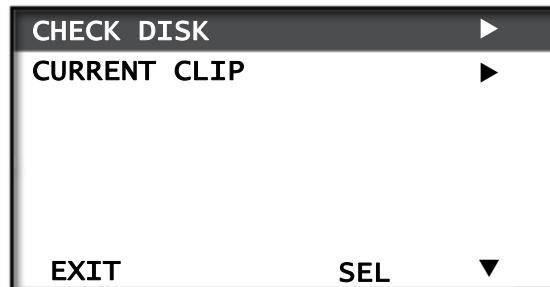 CHECK DISK ▶
CURRENT CLIP ▶
EXIT SEL ▼